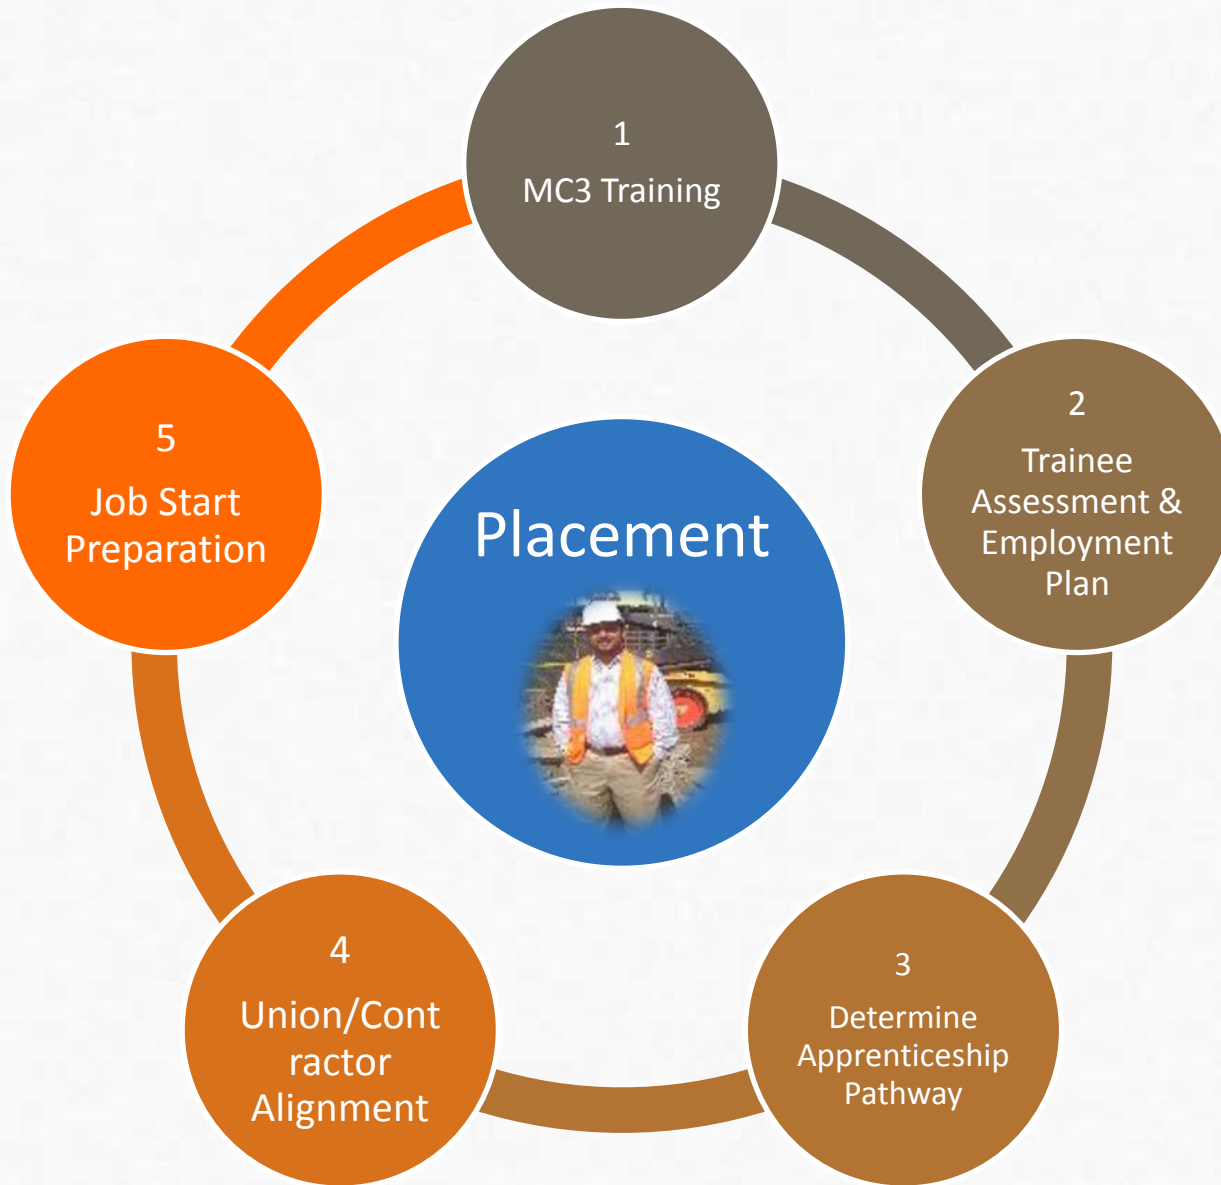 1
MC3 Training
2
Trainee
Assessment &
Employment
Plan
3
Determine
Apprenticeship
Pathway
4
Union/Cont
ractor
Alignment
5
Job Start
Preparation
Placement